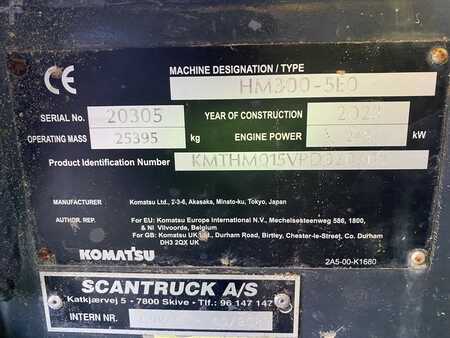 CE
MACHINE DESIGNATION / TYPE
HM300-5E0
SERIAL No. 20305 YEAR OF CONSTRUCTION 2022
OPERATING MASS 25395 kg ENGINE POWER kW
Product Identification Number
MANUFACTURER Komatsu Ltd., 2-3-6, Akasaka, Minato-ku, Tokyo, Japan
For EU: Komatsu Europe International N.V., Mechelsesteenweg 586, 1800,
& NI Vilvoorde, Belgium
For GB: Komatsu UK Ltd., Durham Road, Birtley, Chester-le-Street, Co. Durham
DH3 2QX UK
KOMATSU
2A5-00-K1680
SCANTRUCK A/S
Katkjærvej 5 - 7800 Skive - Tlf.: 96 147 147
INTERN NR.